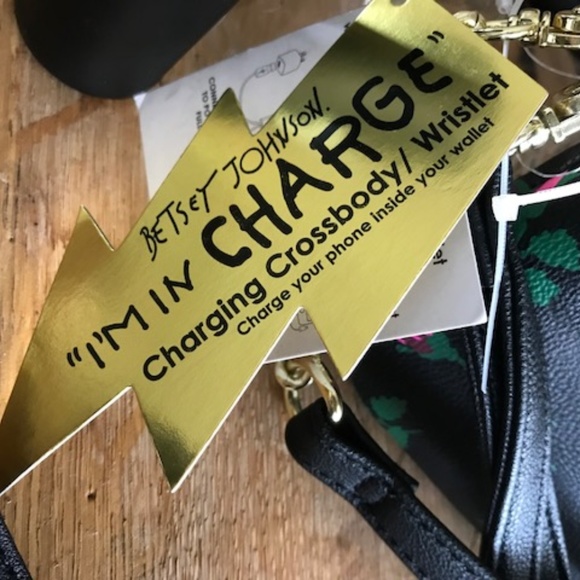 BETSEY JOHNSON.
"I'M IN CHARGE"
Charging Crossbody/ Wristlet
Charge your phone inside your wallet